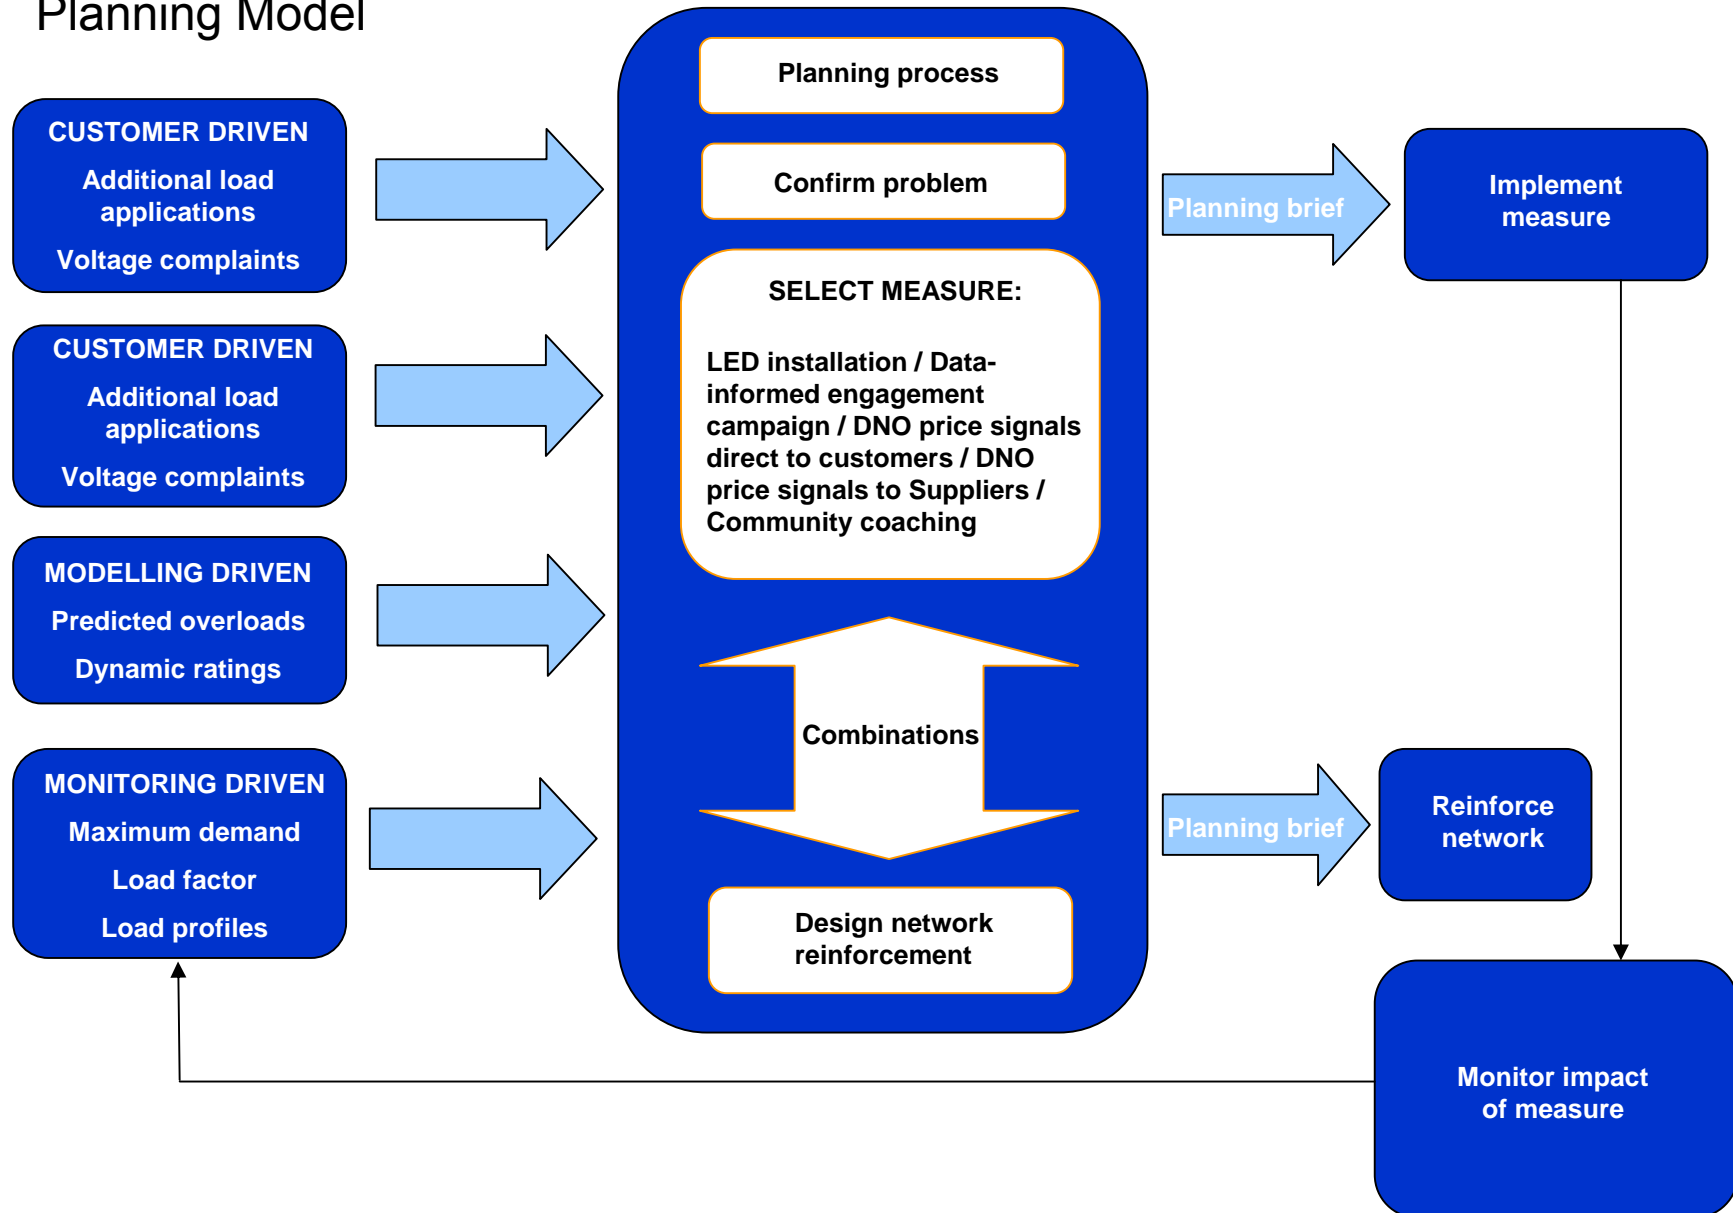 Planning Model
CUSTOMER DRIVEN
Additional load
applications
Voltage complaints
CUSTOMER DRIVEN
Additional load
applications
Voltage complaints
MODELLING DRIVEN
Predicted overloads
Dynamic ratings
MONITORING DRIVEN
Maximum demand
Load factor
Load profiles
Planning process
Confirm problem
SELECT MEASURE:
LED installation / Data-
informed engagement
campaign / DNO price signals
direct to customers / DNO
price signals to Suppliers /
Community coaching
Combinations
Design network
reinforcement
Planning brief
Implement
measure
Planning brief
Reinforce
network
Monitor impact
of measure